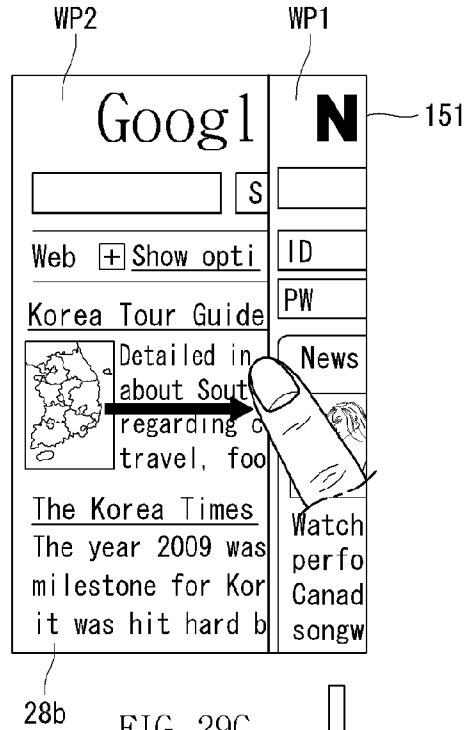 WP2 WP1
Googl N
151
S
Web + Show opti ID
PW
Korea Tour Guide
Detailed in News
about Sout
regarding c
travel, foo
The Korea Times
The year 2009 was Watch
milestone for Kor perfo
it was hit hard b Canad
songw
28b
FIG. 29C